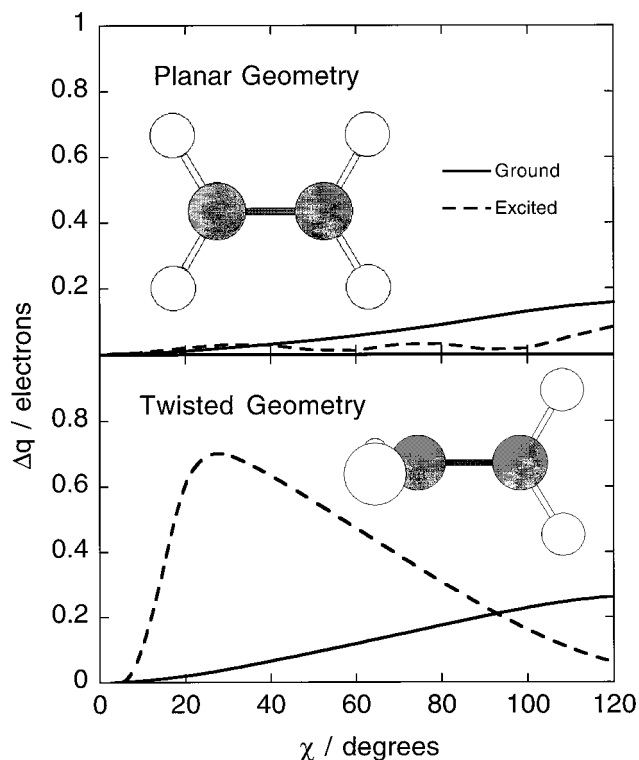 1
Planar Geometry
0.8
Ground
0.6
Excited
0.4
0.2
Δq / electrons
Twisted Geometry
0.8
0.6
0.4
0.2
0
0 20 40 60 80 100 120
χ / degrees